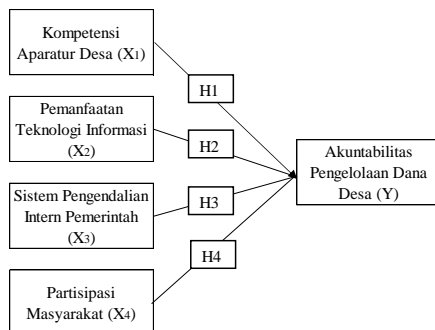 Kompetensi
Aparatur Desa (X1)
H1
Pemanfaatan
Teknologi Informasi
(X2)
H2
Akuntabilitas
Pengelolaan Dana
Desa (Y)
Sistem Pengendalian
Intern Pemerintah
(X3)
H3
H4
Partisipasi
Masyarakat (X4)